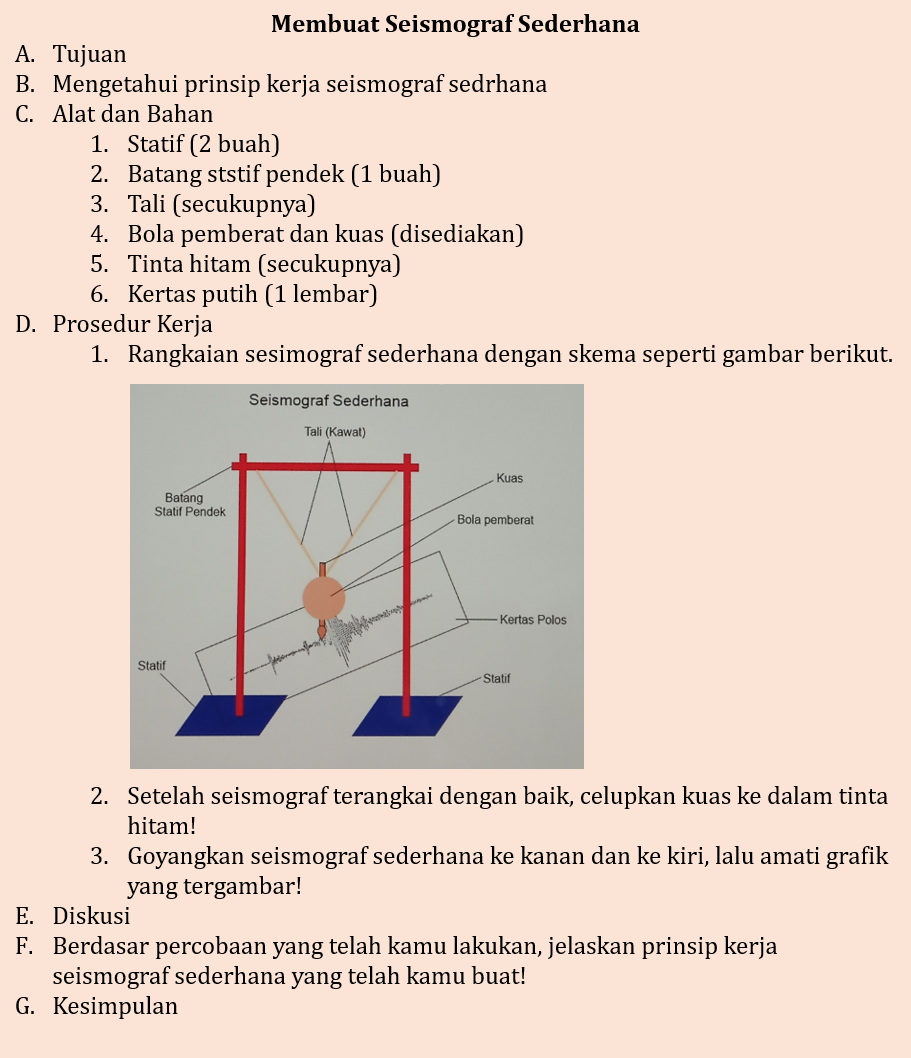 Membuat Seismograf Sederhana
A. Tujuan
B. Mengetahui prinsip kerja seismograf sedrhana
C. Alat dan Bahan
1. Statif (2 buah)
2. Batang ststif pendek (1 buah)
3. Tali (secukupnya)
4. Bola pemberat dan kuas (disediakan)
5. Tinta hitam (secukupnya)
6. Kertas putih (1 lembar)
D. Prosedur Kerja
1. Rangkaian sesimograf sederhana dengan skema seperti gambar berikut.
Seismograf Sederhana
Tali (Kawat)
Kuas
Batang
Statif Pendek
Bola pemberat
Kertas Polos
Statif
Statif
2. Setelah seismograf terangkai dengan baik, celupkan kuas ke dalam tinta
hitam!
3. Goyangkan seismograf sederhana ke kanan dan ke kiri, lalu amati grafik
yang tergambar!
E. Diskusi
F. Berdasar percobaan yang telah kamu lakukan, jelaskan prinsip kerja
seismograf sederhana yang telah kamu buat!
G. Kesimpulan